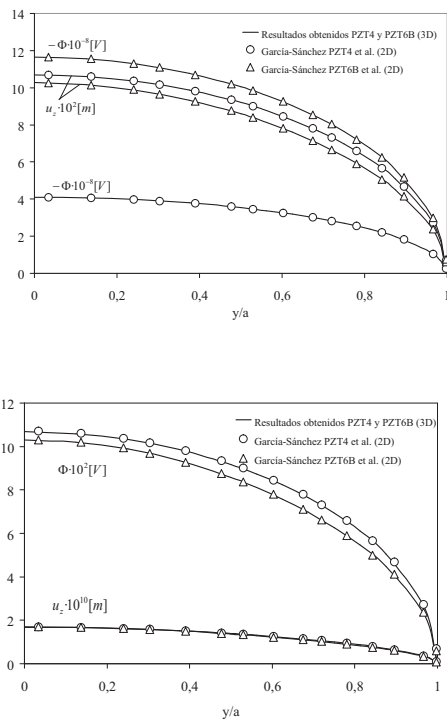 14
12
10
8
6
4
2
0
−Φ·10⁻⁸[V]
u_z·10²[m]
−Φ·10⁻⁸[V]
Resultados obtenidos PZT4 y PZT6B (3D)
García-Sánchez PZT4 et al. (2D)
García-Sánchez PZT6B et al. (2D)
0 0,2 0,4 0,6 0,8 1
y/a
12
10
8
6
4
2
0
Φ·10²[V]
u_z·10¹⁰[m]
Resultados obtenidos PZT4 y PZT6B (3D)
García-Sánchez PZT4 et al. (2D)
García-Sánchez PZT6B et al. (2D)
0 0,2 0,4 0,6 0,8 1
y/a